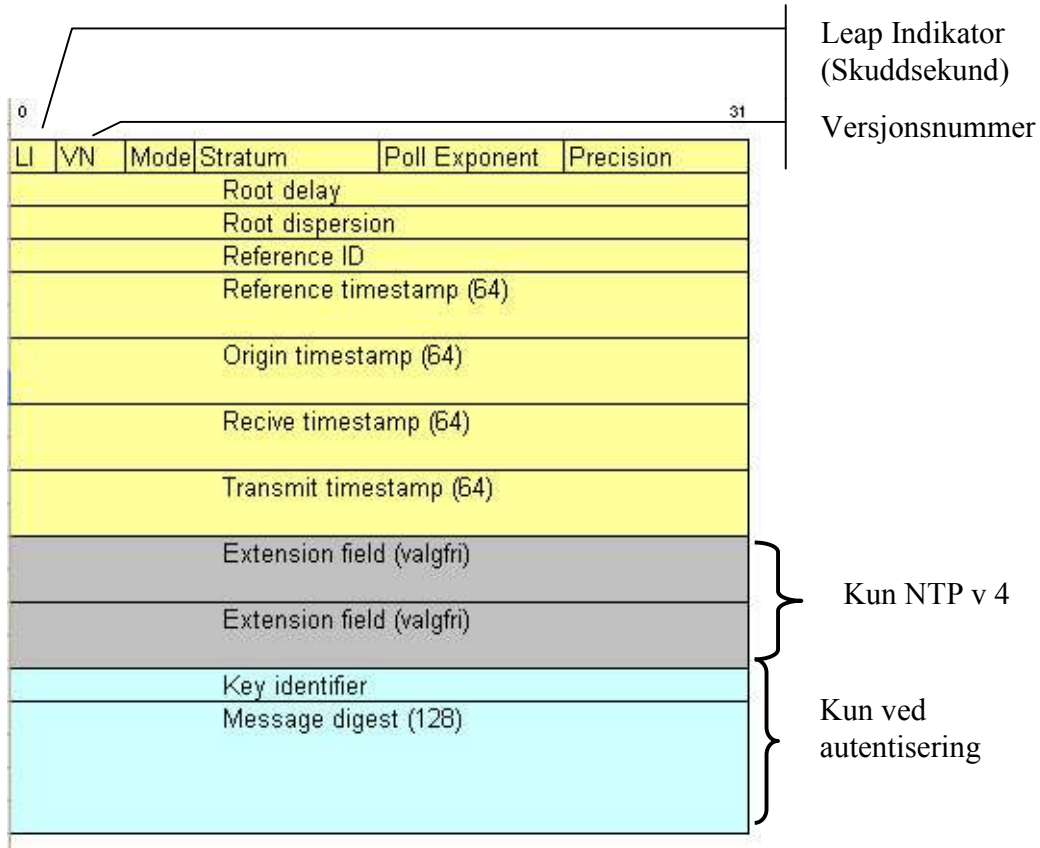 Leap Indikator
(Skuddsekund)
0 31
Versjonsnummer
LI VN Mode Stratum Poll Exponent Precision
Root delay
Root dispersion
Reference ID
Reference timestamp (64)
Origin timestamp (64)
Recive timestamp (64)
Transmit timestamp (64)
Extension field (valgfri)
Kun NTP v 4
Extension field (valgfri)
Key identifier
Message digest (128)
Kun ved
autentisering